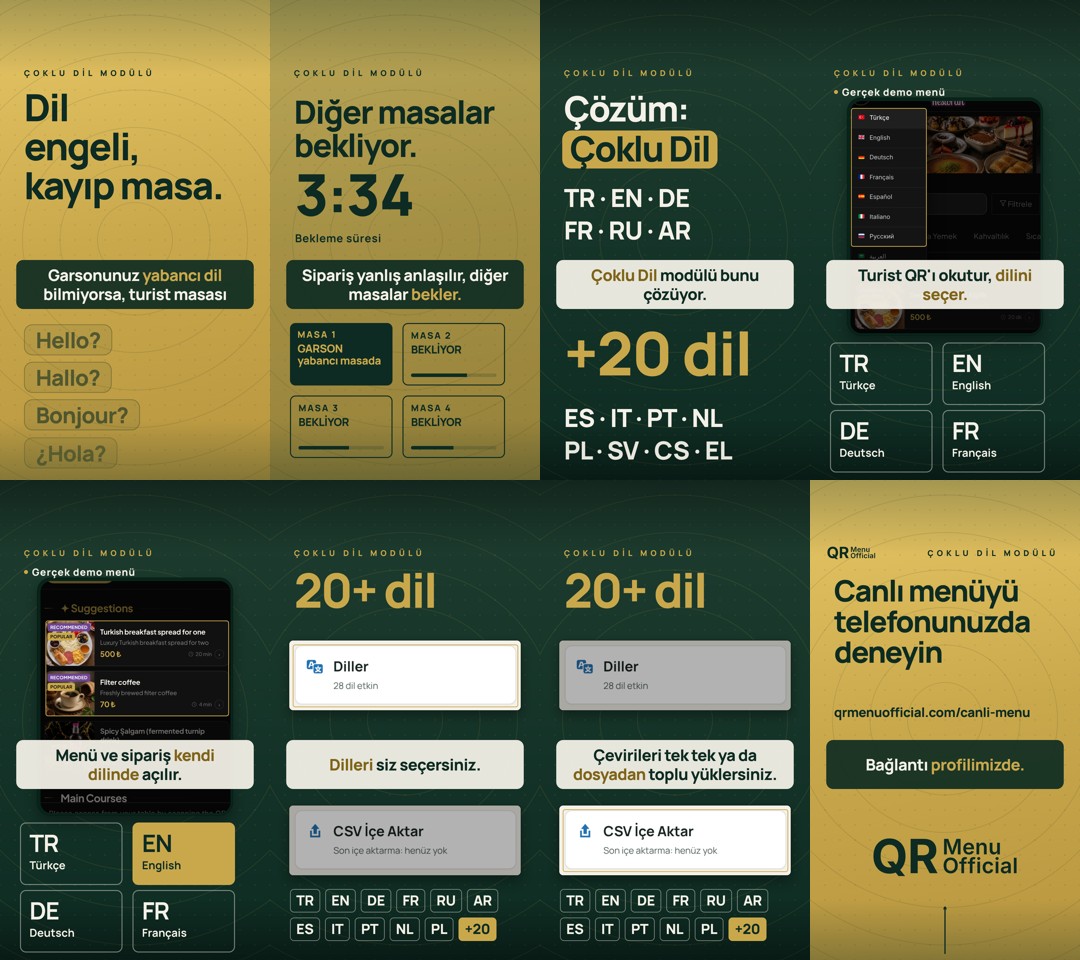 ÇOKLU DİL MODÜLÜ
Dil
engeli,
kayıp masa.
Garsonunuz yabancı dil
bilmiyorsa, turist masası
Hello?
Hallo?
Bonjour?
¿Hola?
ÇOKLU DİL MODÜLÜ
Diğer masalar
bekliyor.
3:34
Bekleme süresi
Sipariş yanlış anlaşılır, diğer
masalar bekler.
MASA 1
GARSON
yabancı masada
MASA 2
BEKLİYOR
MASA 3
BEKLİYOR
MASA 4
BEKLİYOR
ÇOKLU DİL MODÜLÜ
Çözüm:
Çoklu Dil
TR · EN · DE
FR · RU · AR
Çoklu Dil modülü bunu
çözüyor.
+20 dil
ES · IT · PT · NL
PL · SV · CS · EL
ÇOKLU DİL MODÜLÜ
Gerçek demo menü
Türkçe
English
Deutsch
Français
Español
Italiano
Русский
العربية
Filtrele
Yemek
Kahvaltılık
Turist QR'ı okutur, dilini
seçer.
500 ₺
TR
Türkçe
EN
English
DE
Deutsch
FR
Français
ÇOKLU DİL MODÜLÜ
Gerçek demo menü
Suggestions
RECOMMENDED
POPULAR
Turkish breakfast spread for one
Luxury Turkish breakfast spread for two
500 ₺
20 min
RECOMMENDED
POPULAR
Filter coffee
Freshly brewed filter coffee
70 ₺
4 min
Spicy Şalgam (fermented turnip
Menü ve sipariş kendi
dilinde açılır.
Main Courses
TR
Türkçe
EN
English
DE
Deutsch
FR
Français
ÇOKLU DİL MODÜLÜ
20+ dil
Diller
28 dil etkin
Dilleri siz seçersiniz.
CSV İçe Aktar
Son içe aktarma: henüz yok
TR EN DE FR RU AR
ES IT PT NL PL +20
ÇOKLU DİL MODÜLÜ
20+ dil
Diller
28 dil etkin
Çevirileri tek tek ya da
dosyadan toplu yüklersiniz.
CSV İçe Aktar
Son içe aktarma: henüz yok
TR EN DE FR RU AR
ES IT PT NL PL +20
QR Menu
Official
ÇOKLU DİL MODÜLÜ
Canlı menüyü
telefonunuzda
deneyin
qrmenuofficial.com/canli-menu
Bağlantı profilimizde.
QR Menu
Official